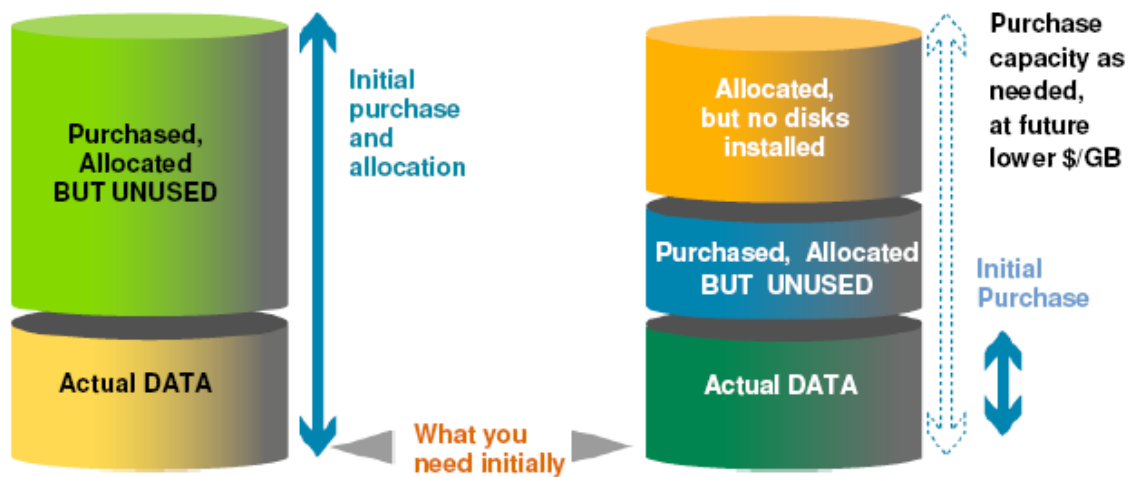 Purchased,
Allocated
BUT UNUSED
Actual DATA
Initial
purchase
and
allocation
What you
need initially
Allocated,
but no disks
installed
Purchased, Allocated
BUT UNUSED
Actual DATA
Purchase
capacity as
needed,
at future
lower $/GB
Initial
Purchase